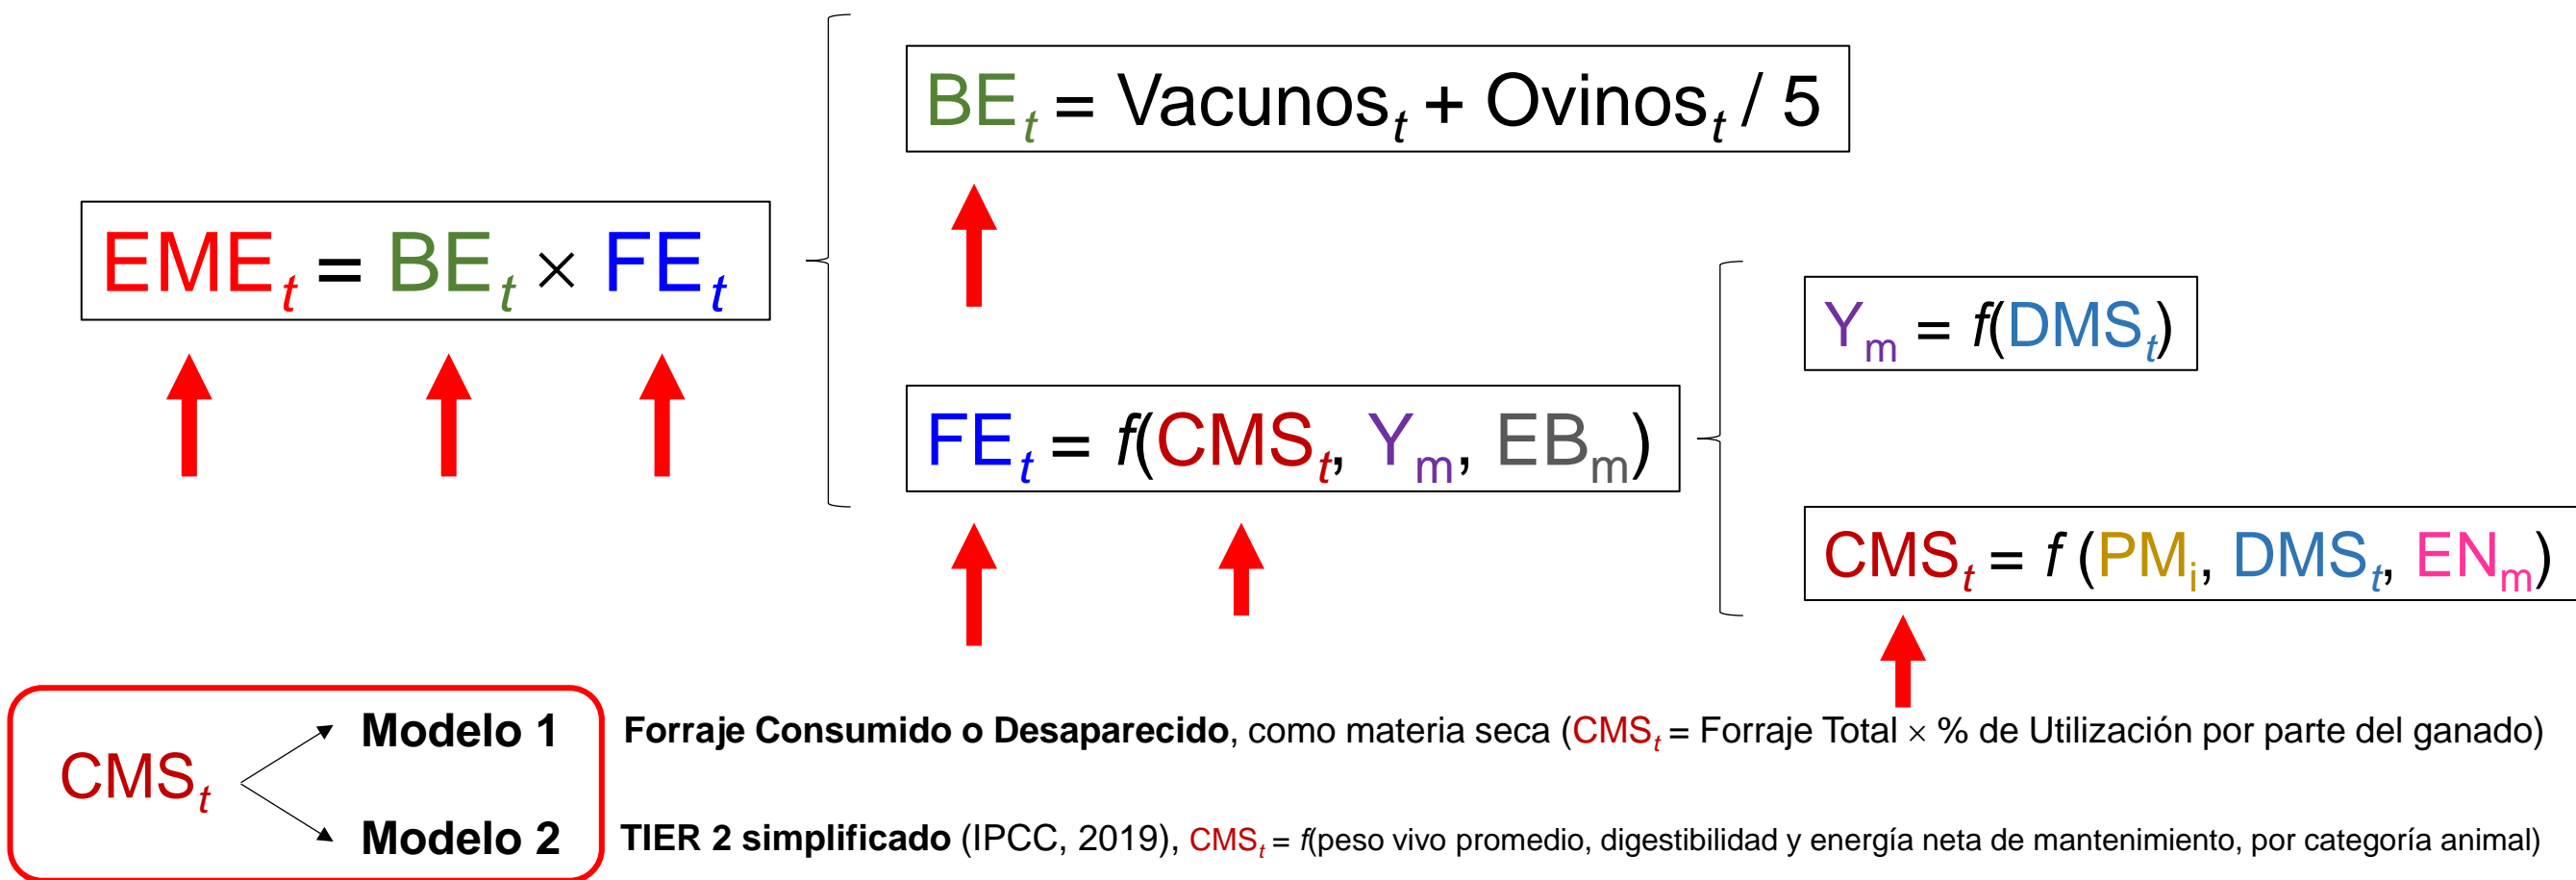 BEₜ = Vacunosₜ + Ovinosₜ / 5
EMEₜ = BEₜ × FEₜ
Yₘ = f(DMSₜ)
FEₜ = f(CMSₜ, Yₘ, EBₘ)
CMSₜ = f (PMᵢ, DMSₜ, ENₘ)
CMSₜ
Modelo 1
Forraje Consumido o Desaparecido, como materia seca (CMSₜ = Forraje Total × % de Utilización por parte del ganado)
Modelo 2
TIER 2 simplificado (IPCC, 2019), CMSₜ = f(peso vivo promedio, digestibilidad y energía neta de mantenimiento, por categoría animal)